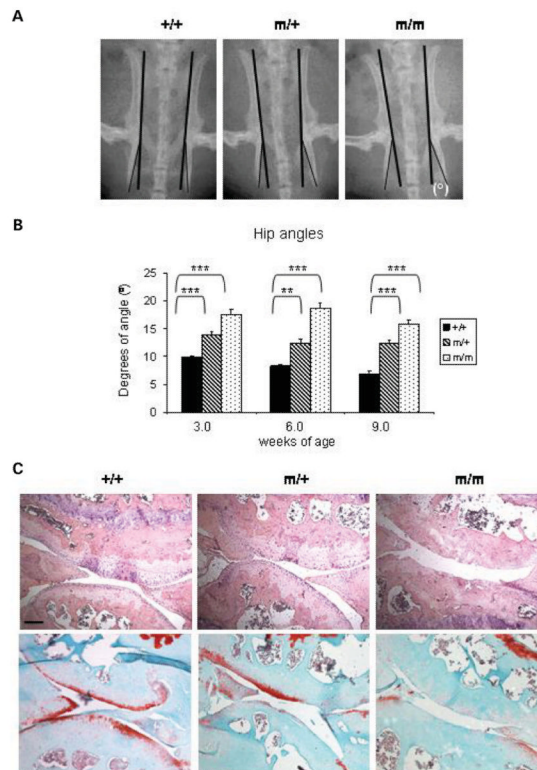 A
+/+ m/+ m/m
(°)
B
Hip angles
Degrees of angle (°)
25
20
15
10
5
0
*** ***
*** **
*** ***
3.0 6.0 9.0
weeks of age
+/+
m/+
m/m
C
+/+ m/+ m/m